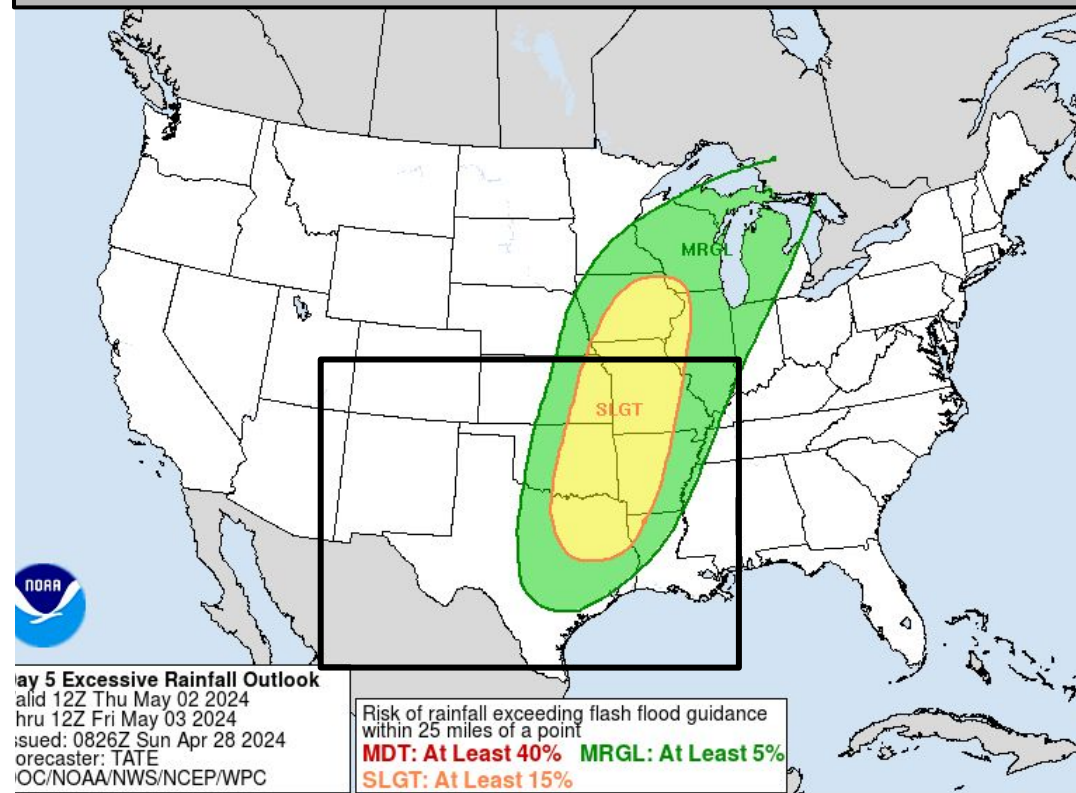 MRGL
SLGT
NOAA
ay 5 Excessive Rainfall Outlook
alid 12Z Thu May 02 2024
hru 12Z Fri May 03 2024
ssued: 0826Z Sun Apr 28 2024
orecaster: TATE
OC/NOAA/NWS/NCEP/WPC
Risk of rainfall exceeding flash flood guidance
within 25 miles of a point
MDT: At Least 40% MRGL: At Least 5%
SLGT: At Least 15%